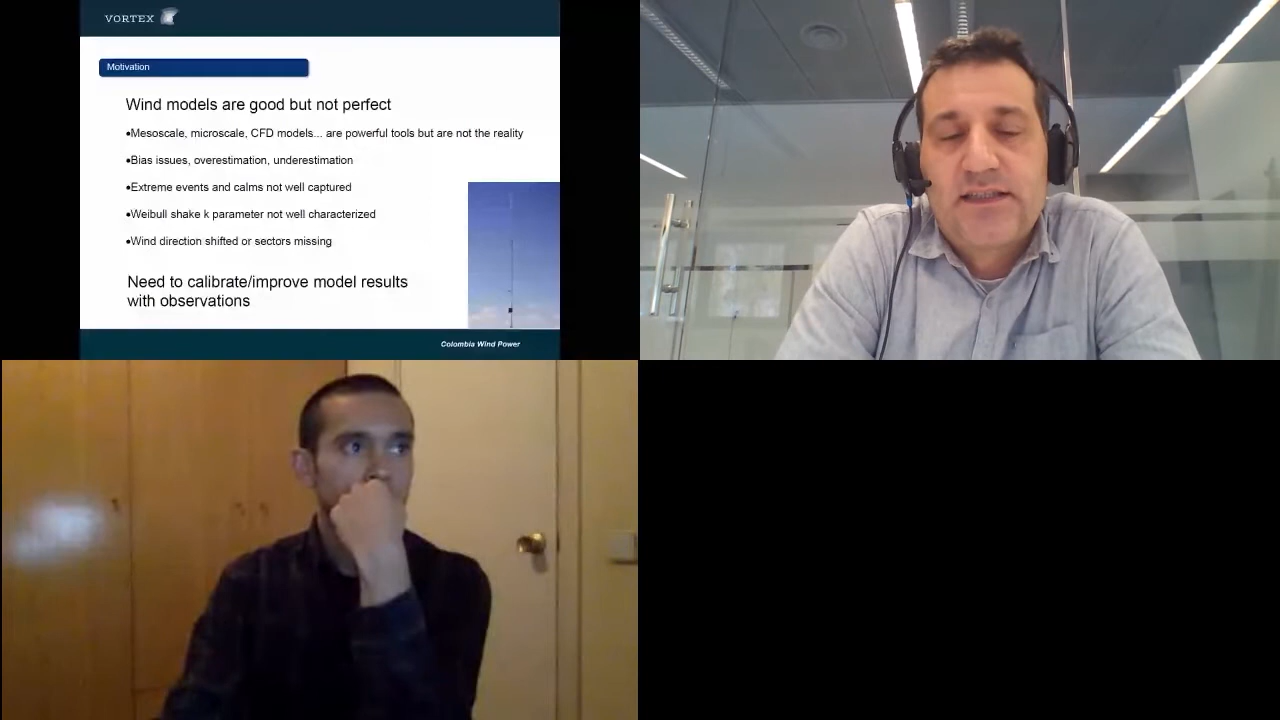 VORTEX
Motivation
Wind models are good but not perfect
•Mesoscale, microscale, CFD models... are powerful tools but are not the reality
•Bias issues, overestimation, underestimation
•Extreme events and calms not well captured
•Weibull shake k parameter not well characterized
•Wind direction shifted or sectors missing
Need to calibrate/improve model results
with observations
Colombia Wind Power